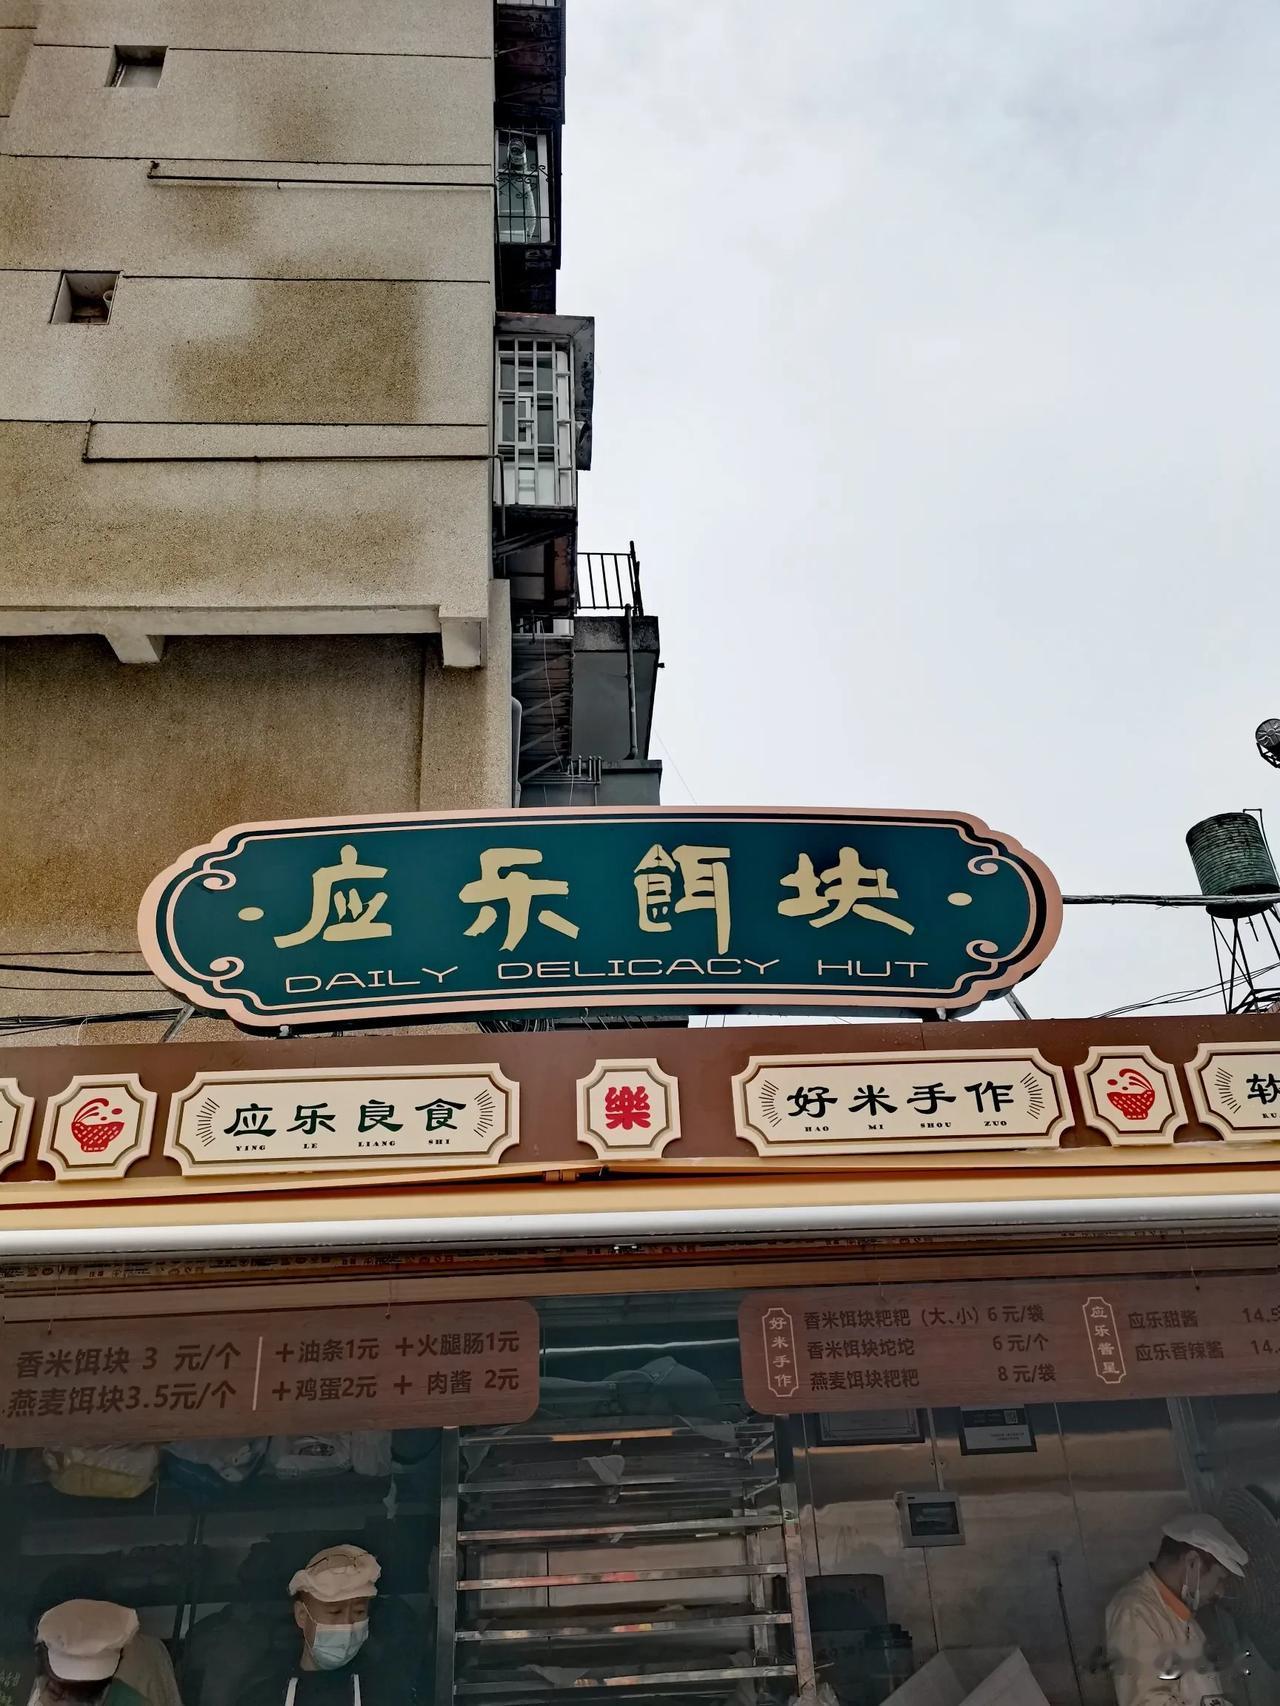 应乐餌块
DAILY DELICACY HUT
应乐良食
YING LE LIANG SHI
樂
好米手作
HAO MI SHOU ZUO
软
香米饵块 3 元/个
燕麦饵块3.5元/个
+油条1元 +火腿肠1元
+鸡蛋2元 + 肉酱 2元
好米手作
香米饵块粑粑（大、小）6元/袋
香米饵块坨坨 6元/个
燕麦饵块粑粑 8元/袋
应乐酱里
应乐甜酱 14.5
应乐香辣酱 14.